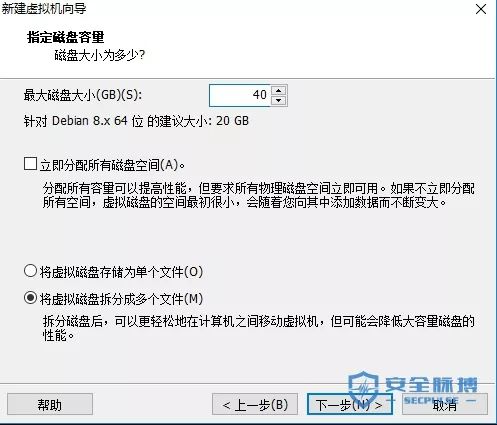 新建虚拟机向导
指定磁盘容量
磁盘大小为多少?
最大磁盘大小(GB)(S): 40
针对 Debian 8.x 64 位 的建议大小: 20 GB
立即分配所有磁盘空间(A)。
分配所有容量可以提高性能，但要求所有物理磁盘空间立即可用。如果不立即分配
所有空间，虚拟磁盘的空间最初很小，会随着您向其中添加数据而不断变大。
将虚拟磁盘存储为单个文件(O)
将虚拟磁盘拆分成多个文件(M)
拆分磁盘后，可以更轻松地在计算机之间移动虚拟机，但可能会降低大容量磁盘的
性能。
安全脉搏
SECPULSE
帮助 < 上一步(B) 下一步(N) > 取消